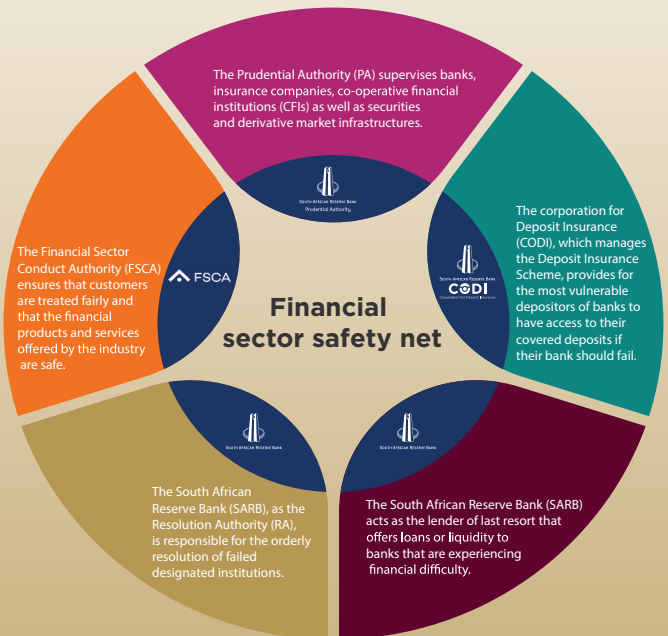 The Prudential Authority (PA) supervises banks,
insurance companies, co-operative financial
institutions (CFIs) as well as securities
and derivative market infrastructures.
South African Reserve Bank
Prudential Authority
The corporation for
Deposit Insurance
(CODI), which manages
the Deposit Insurance
Scheme, provides for
the most vulnerable
depositors of banks to
have access to their
covered deposits if
their bank should fail.
South African Reserve Bank
CODI
Corporation For Deposit Insurance
The Financial Sector
Conduct Authority (FSCA)
ensures that customers
are treated fairly and
that the financial
products and services
offered by the industry
are safe.
FSCA
Financial
sector safety net
South African Reserve Bank
The South African
Reserve Bank (SARB), as the
Resolution Authority (RA),
is responsible for the orderly
resolution of failed
designated institutions.
South African Reserve Bank
The South African Reserve Bank (SARB)
acts as the lender of last resort that
offers loans or liquidity to
banks that are experiencing
financial difficulty.